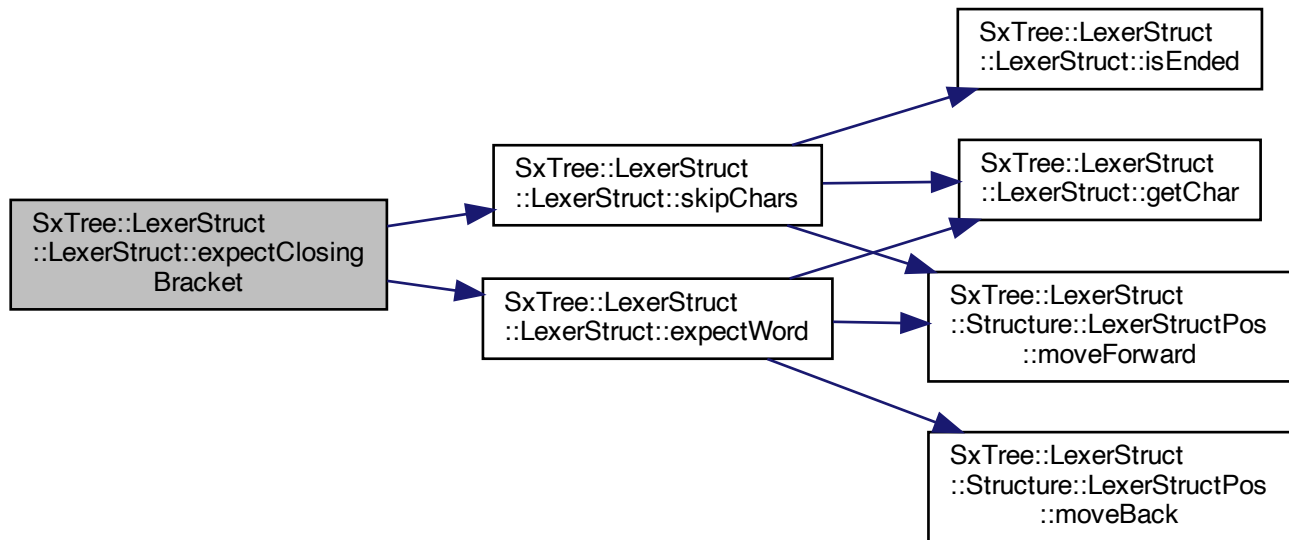 SxTree::LexerStruct
::LexerStruct::expectClosing
Bracket
SxTree::LexerStruct
::LexerStruct::skipChars
SxTree::LexerStruct
::LexerStruct::expectWord
SxTree::LexerStruct
::LexerStruct::isEnded
SxTree::LexerStruct
::LexerStruct::getChar
SxTree::LexerStruct
::Structure::LexerStructPos
::moveForward
SxTree::LexerStruct
::Structure::LexerStructPos
::moveBack